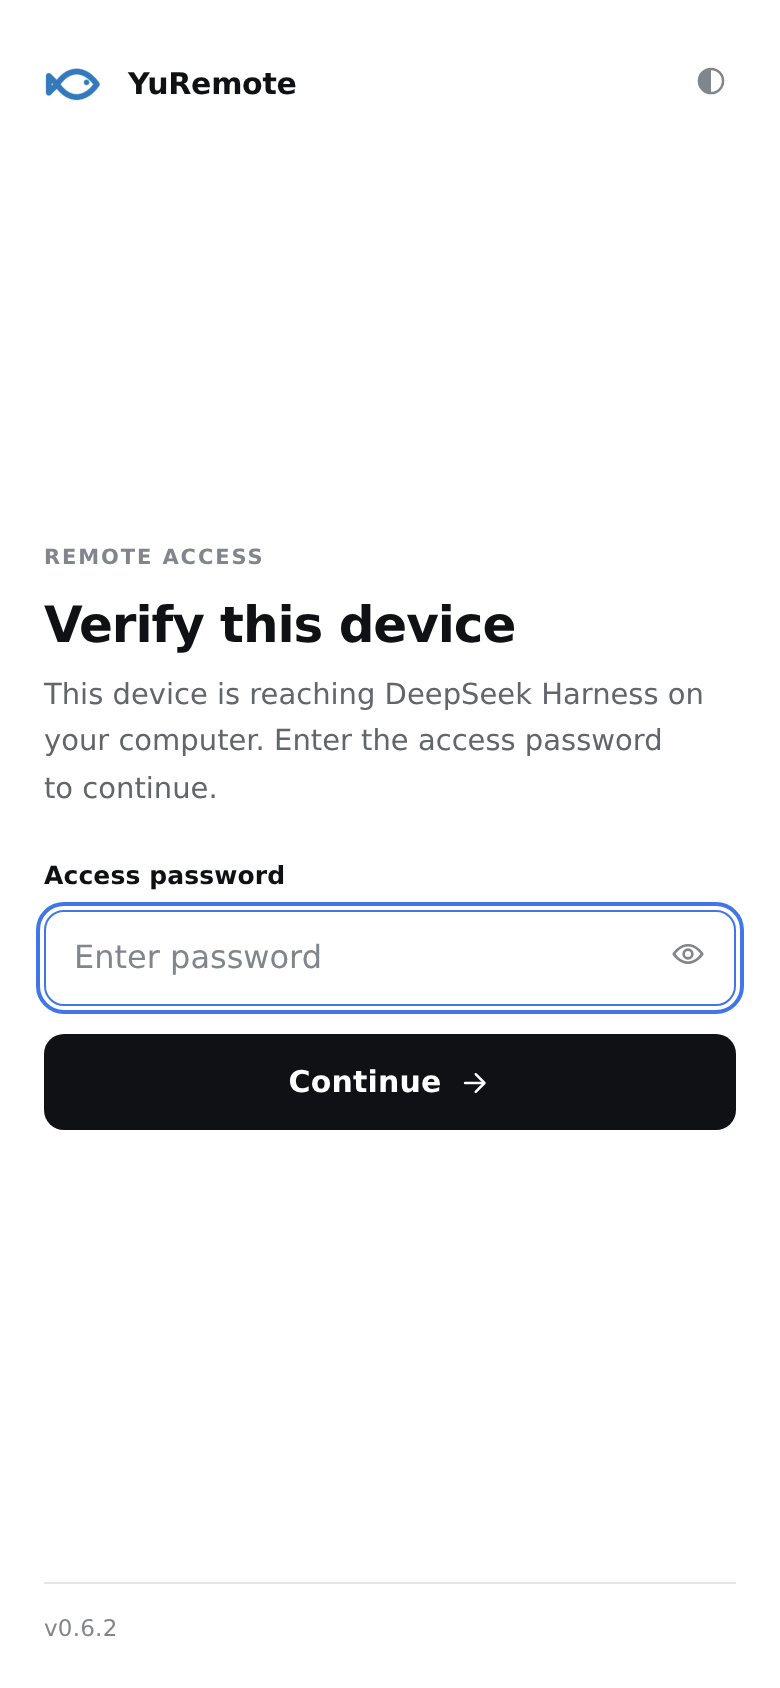 YuRemote
REMOTE ACCESS
Verify this device
This device is reaching DeepSeek Harness on
your computer. Enter the access password
to continue.
Access password
Enter password
Continue →
v0.6.2